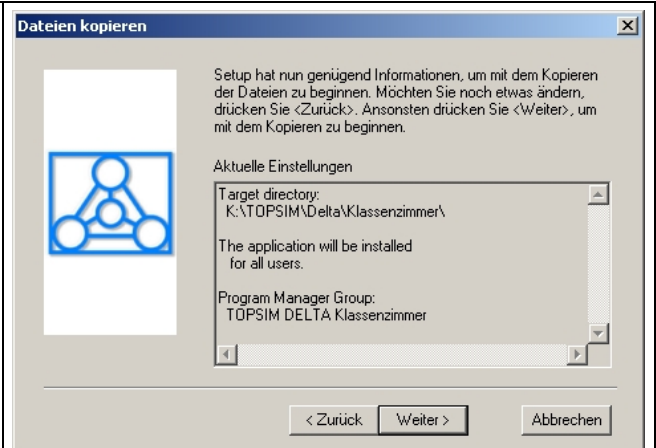 Dateien kopieren
Setup hat nun genügend Informationen, um mit dem Kopieren
der Dateien zu beginnen. Möchten Sie noch etwas ändern,
drücken Sie <Zurück>. Ansonsten drücken Sie <Weiter>, um
mit dem Kopieren zu beginnen.
Aktuelle Einstellungen
Target directory:
K:\TOPSIM\Delta\Klassenzimmer\
The application will be installed
for all users.
Program Manager Group:
TOPSIM DELTA Klassenzimmer
< Zurück
Weiter >
Abbrechen